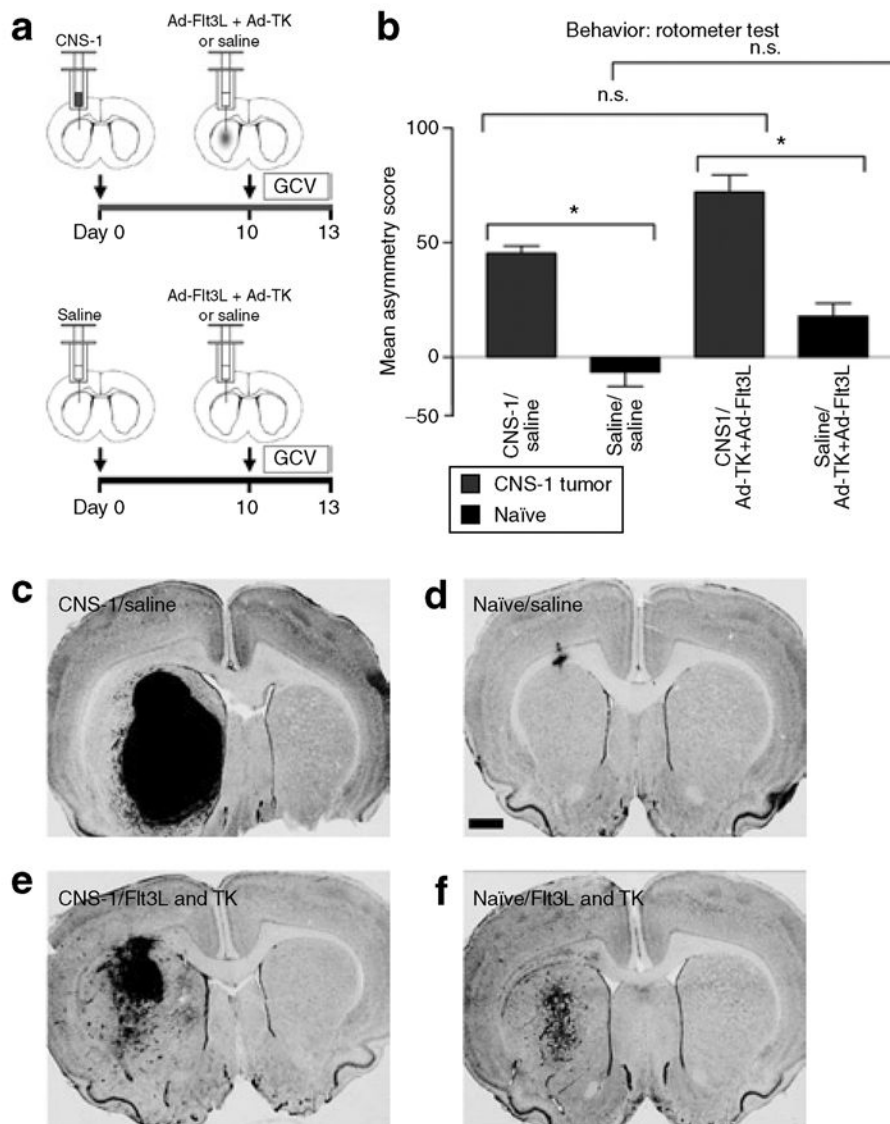 a
CNS-1
Ad-Flt3L + Ad-TK
or saline
GCV
Day 0
10
13
Saline
Ad-Flt3L + Ad-TK
or saline
GCV
Day 0
10
13
b
Behavior: rotometer test
n.s.
n.s.
*
*
Mean asymmetry score
100
50
0
−50
CNS-1/
saline
Saline/
saline
CNS1/
Ad-TK+Ad-Flt3L
Saline/
Ad-TK+Ad-Flt3L
CNS-1 tumor
Naïve
c
CNS-1/saline
d
Naïve/saline
e
CNS-1/Flt3L and TK
f
Naïve/Flt3L and TK